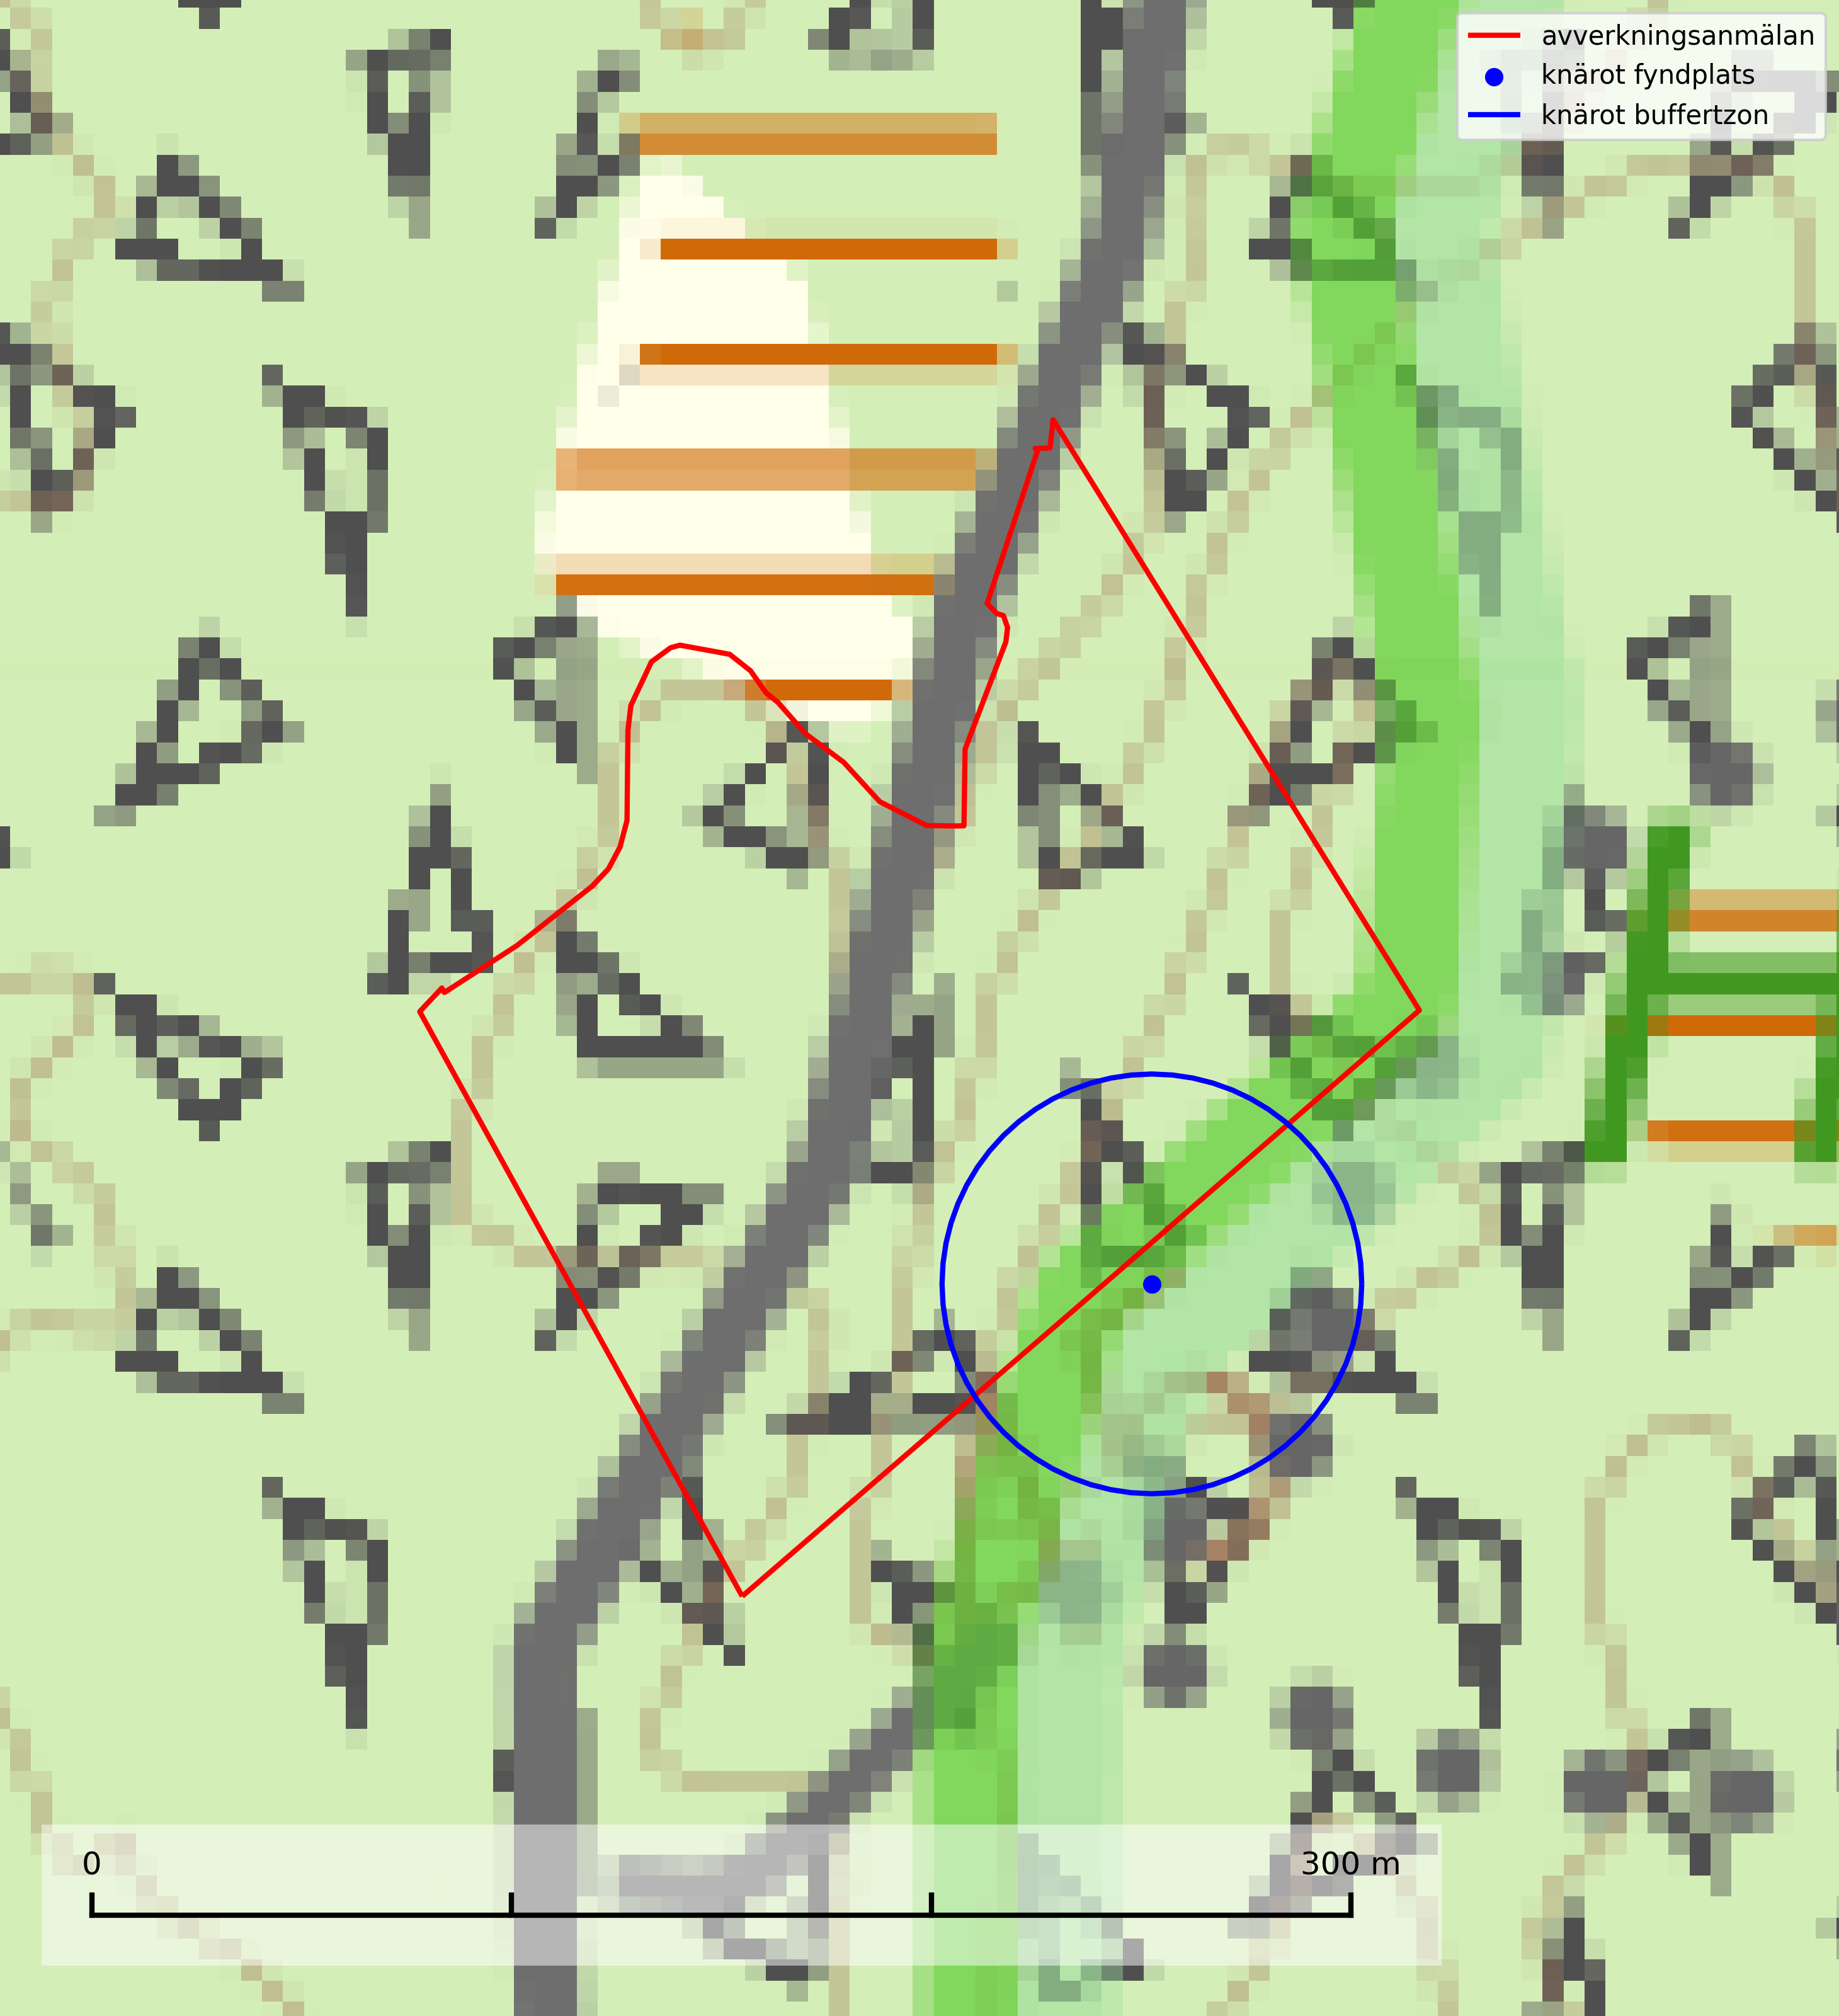 avverkningsanmälan
knärot fyndplats
knärot buffertzon
0 300 m